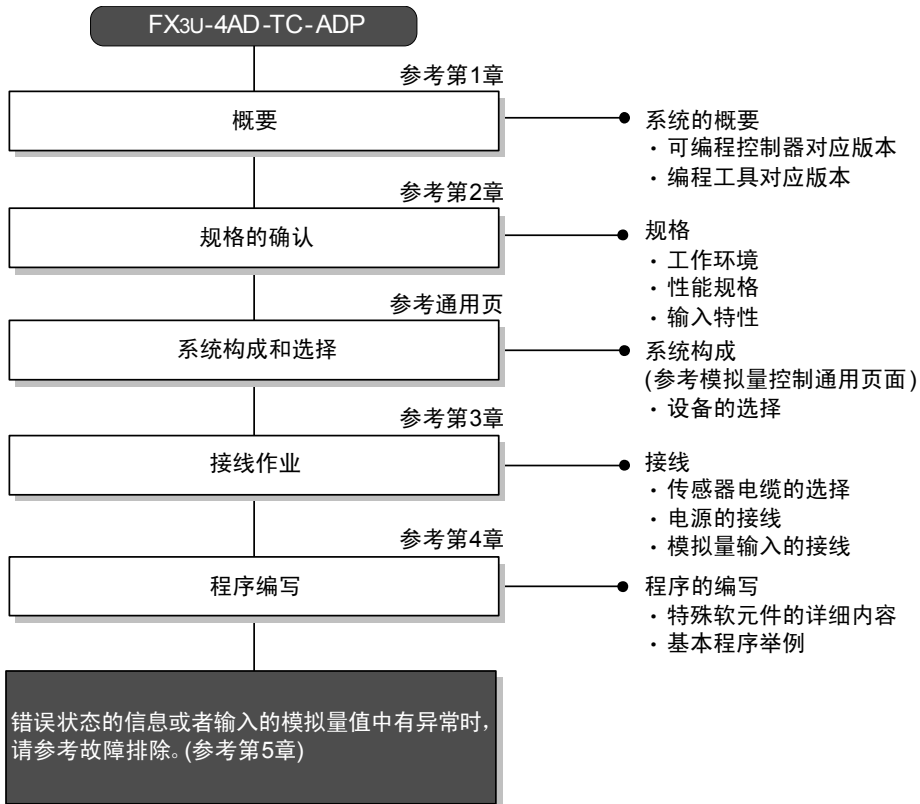 FX3U-4AD-TC-ADP
参考第1章
概要
系统的概要
・可编程控制器对应版本
・编程工具对应版本
参考第2章
规格的确认
规格
・工作环境
・性能规格
・输入特性
参考通用页
系统构成和选择
系统构成
(参考模拟量控制通用页面)
・设备的选择
参考第3章
接线作业
接线
・传感器电缆的选择
・电源的接线
・模拟量输入的接线
参考第4章
程序编写
程序的编写
・特殊软元件的详细内容
・基本程序举例
错误状态的信息或者输入的模拟量值中有异常时,
请参考故障排除。(参考第5章)